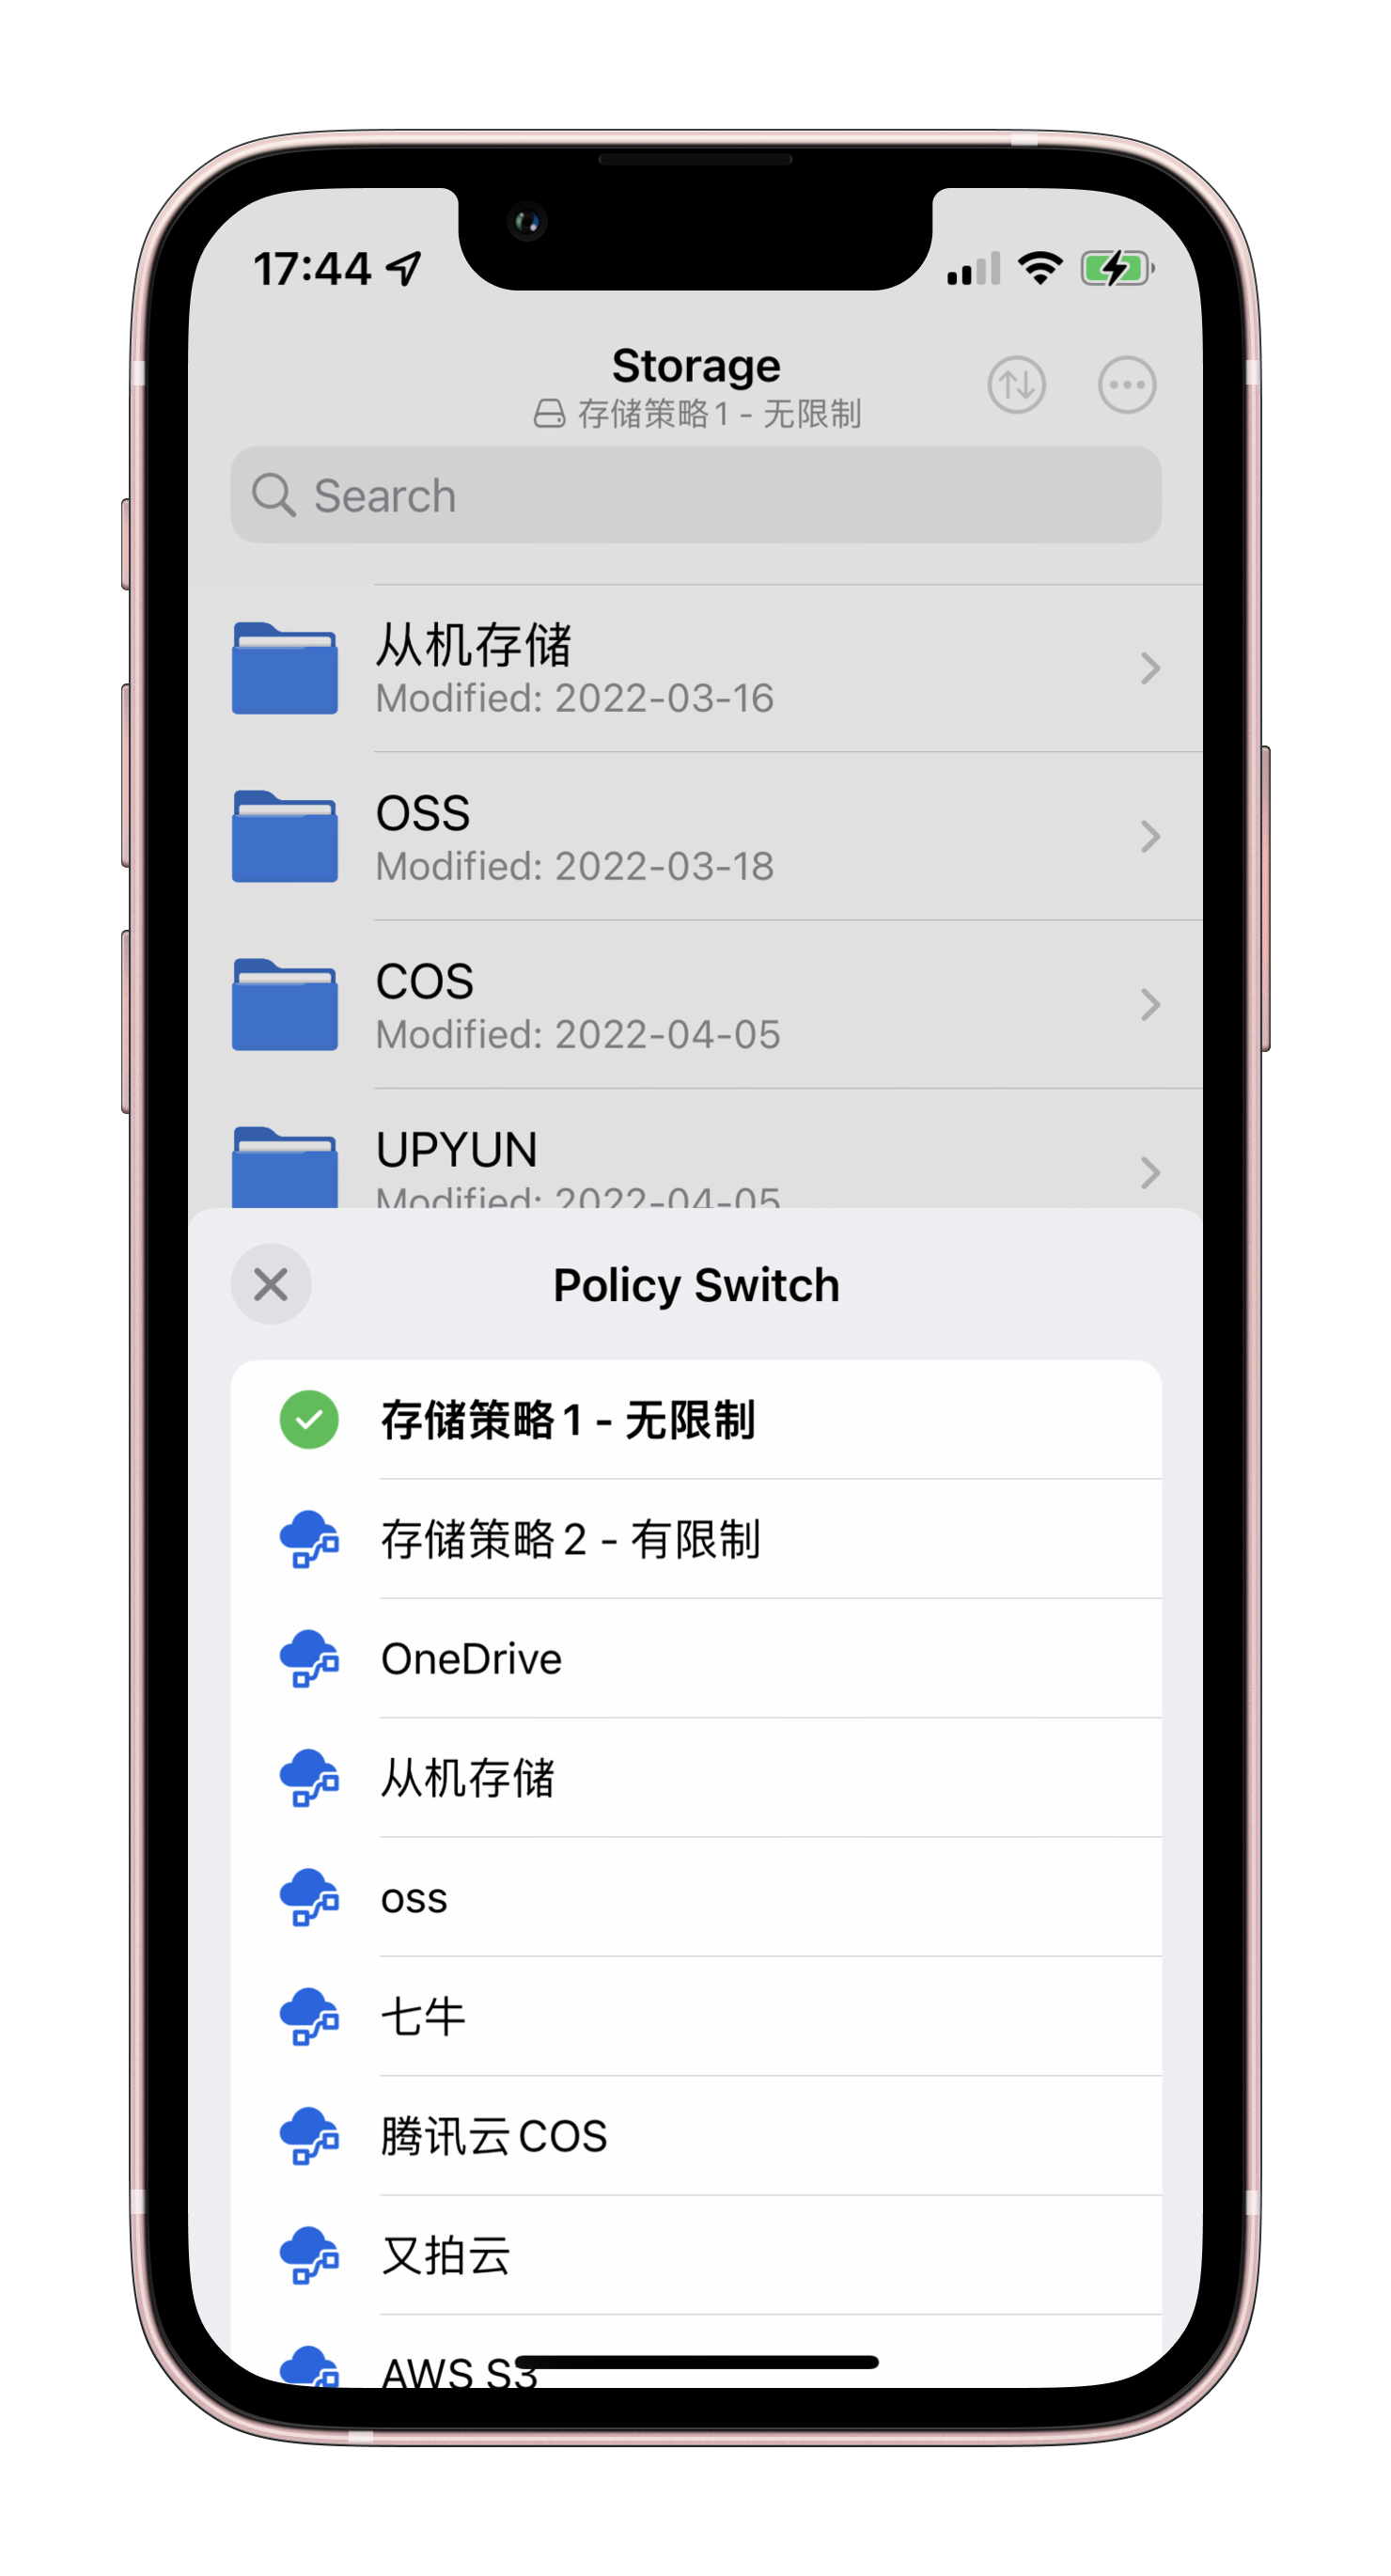 17:44
Storage
存储策略1 - 无限制
Search
从机存储
Modified: 2022-03-16
OSS
Modified: 2022-03-18
COS
Modified: 2022-04-05
UPYUN
Modified: 2022-04-05
Policy Switch
存储策略1 - 无限制
存储策略2 - 有限制
OneDrive
从机存储
oss
七牛
腾讯云COS
又拍云
AWS S3